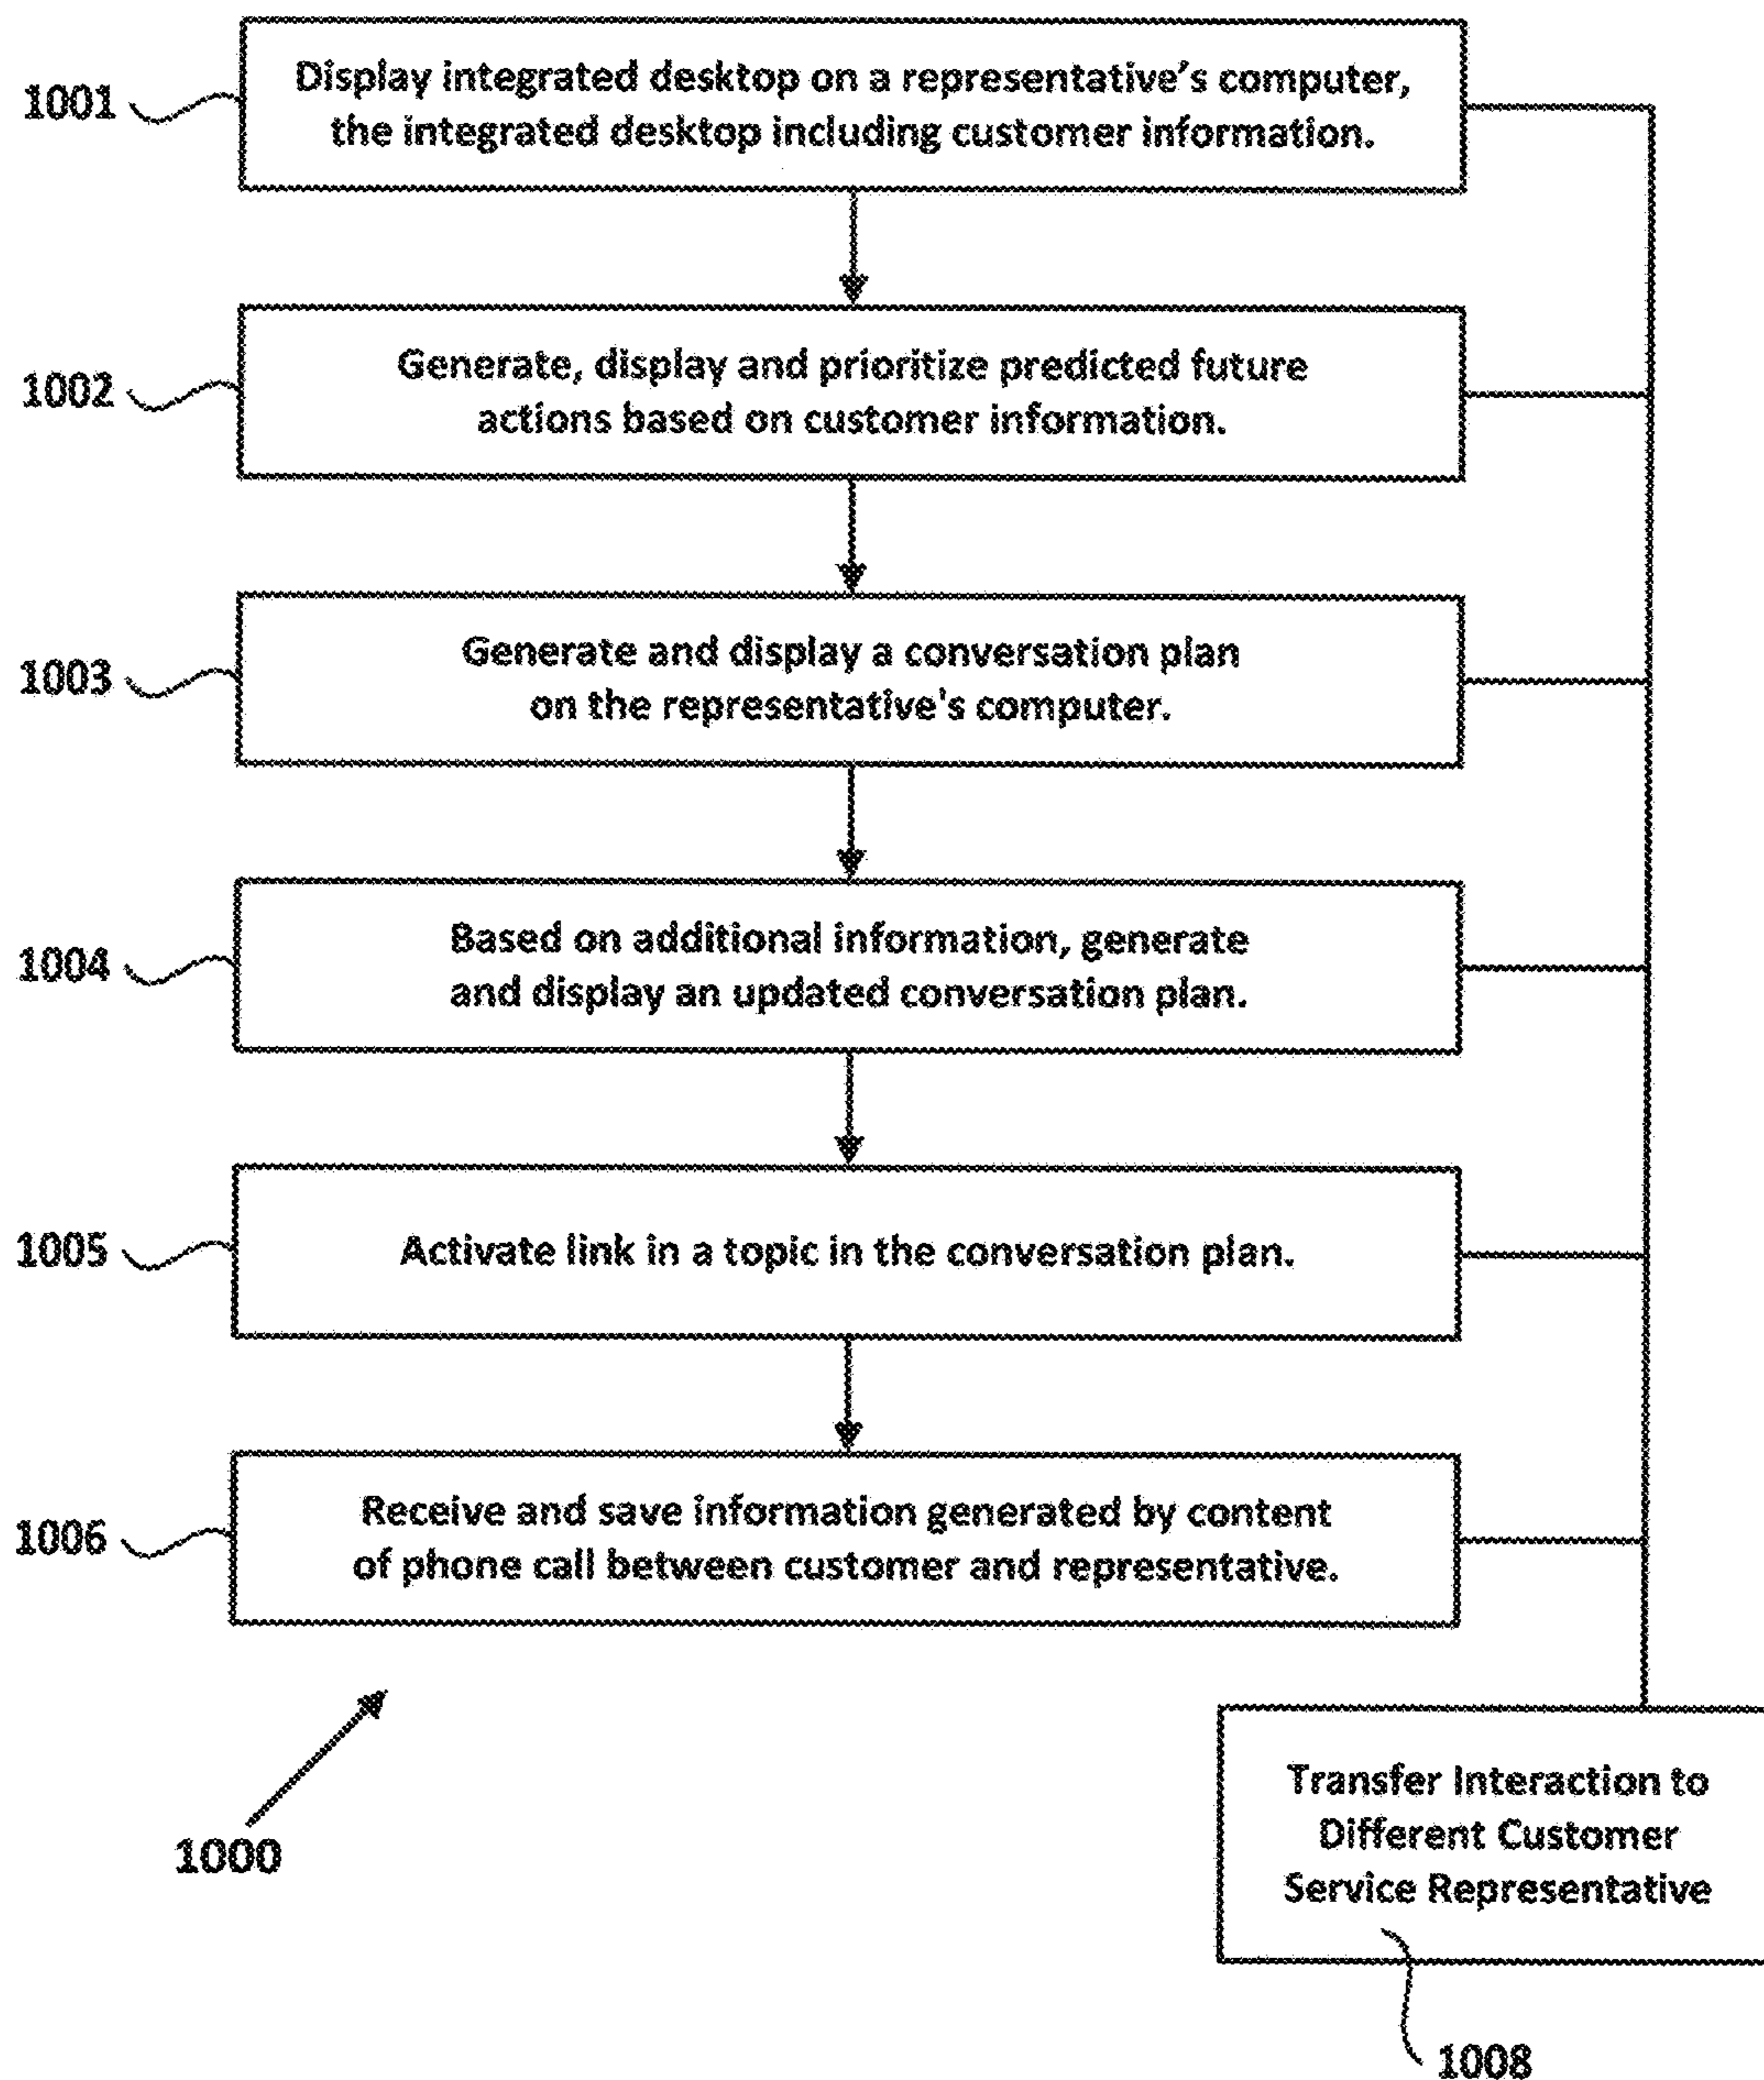 1001
Display integrated desktop on a representative's computer,
the integrated desktop including customer information.
1002
Generate, display and prioritize predicted future
actions based on customer information.
1003
Generate and display a conversation plan
on the representative's computer.
1004
Based on additional information, generate
and display an updated conversation plan.
1005
Activate link in a topic in the conversation plan.
1006
Receive and save information generated by content
of phone call between customer and representative.
1000
Transfer Interaction to
Different Customer
Service Representative
1008